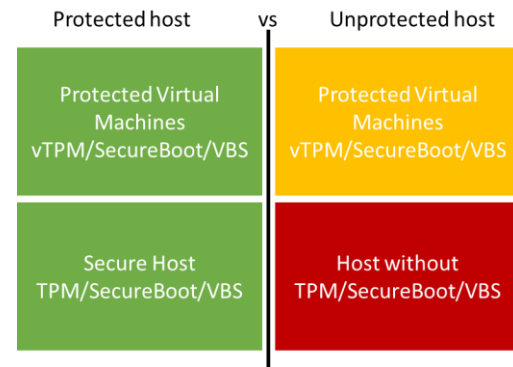 Protected host vs Unprotected host
Protected Virtual
Machines
vTPM/SecureBoot/VBS
Protected Virtual
Machines
vTPM/SecureBoot/VBS
Secure Host
TPM/SecureBoot/VBS
Host without
TPM/SecureBoot/VBS